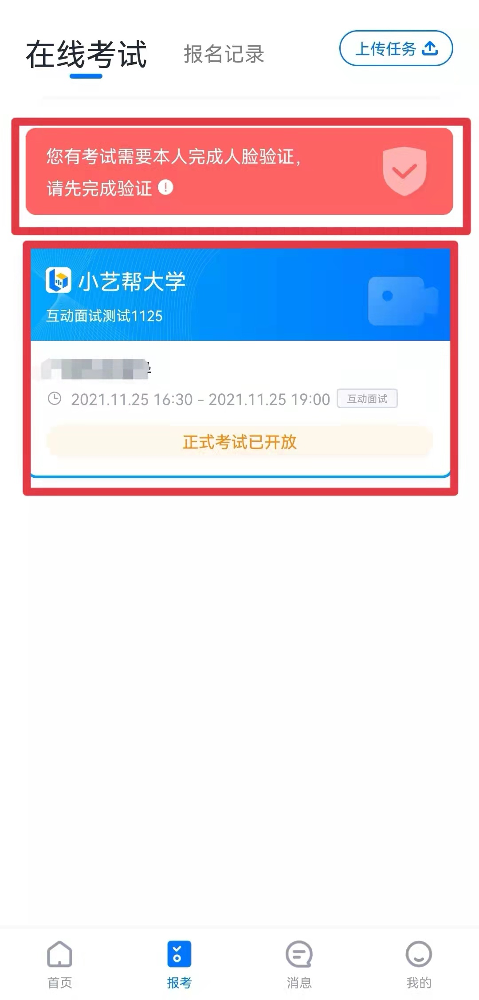 在线考试
报名记录
上传任务
您有考试需要本人完成人脸验证,
请先完成验证
小艺帮大学
互动面试测试1125
2021.11.25 16:30 - 2021.11.25 19:00
互动面试
正式考试已开放
首页
报考
消息
我的